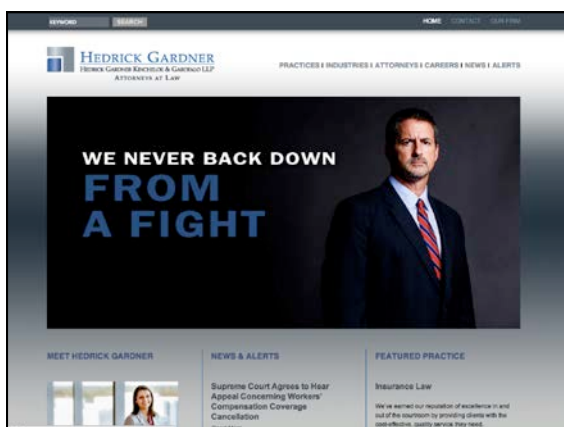 KEYWORD SEARCH HOME CONTACT OUR FIRM
HEDRICK GARDNER
HEDRICK GARDNER KINCHELOE & GAROFALO LLP
ATTORNEYS AT LAW
PRACTICES I INDUSTRIES I ATTORNEYS I CAREERS I NEWS I ALERTS
WE NEVER BACK DOWN
FROM
A FIGHT
MEET HEDRICK GARDNER
NEWS & ALERTS
Supreme Court Agrees to Hear
Appeal Concerning Workers'
Compensation Coverage
Cancellation
FEATURED PRACTICE
Insurance Law
We've earned our reputation of excellence in and
out of the courtroom by providing clients with the
cost-effective, quality service they need.